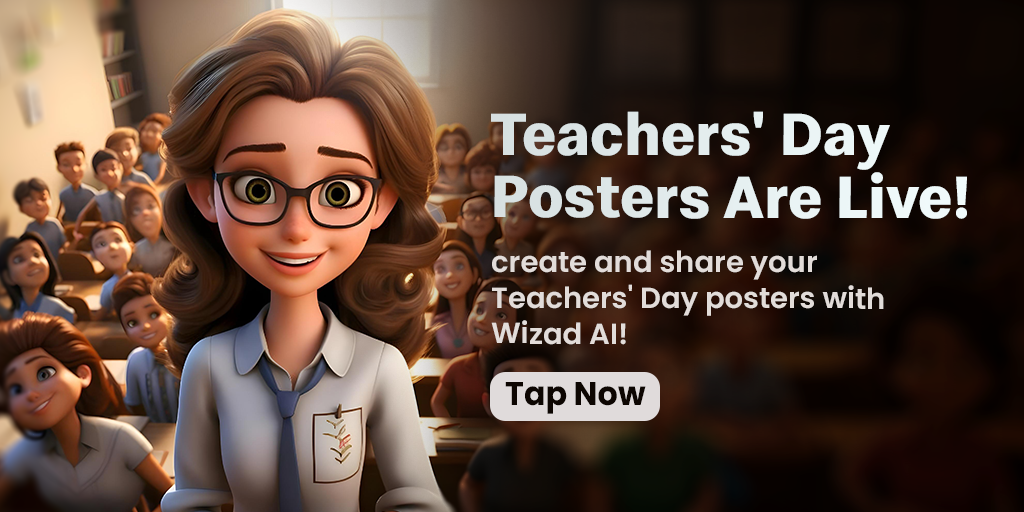 Teachers' Day
Posters Are Live!
create and share your
Teachers' Day posters with
Wizad AI!
Tap Now